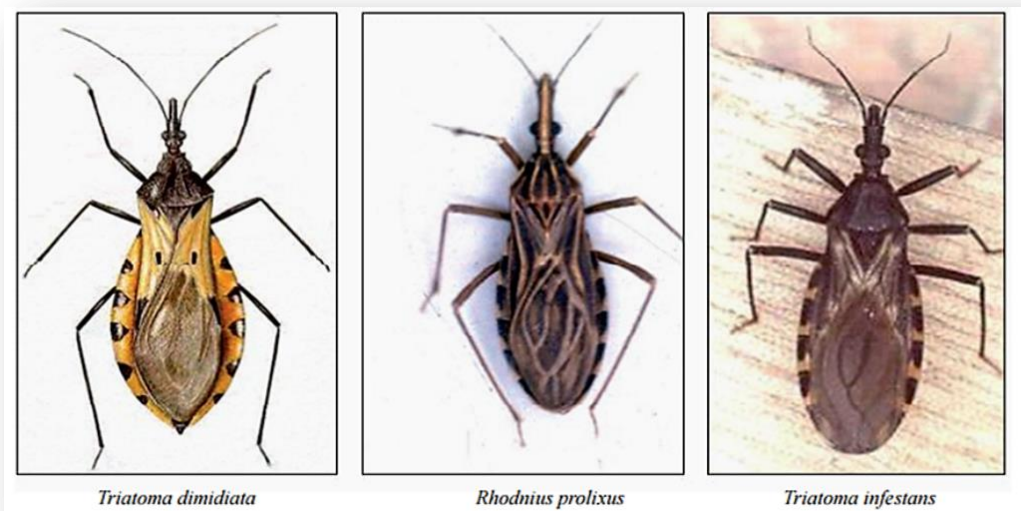 Triatoma dimidiata
Rhodnius prolixus
Triatoma infestans